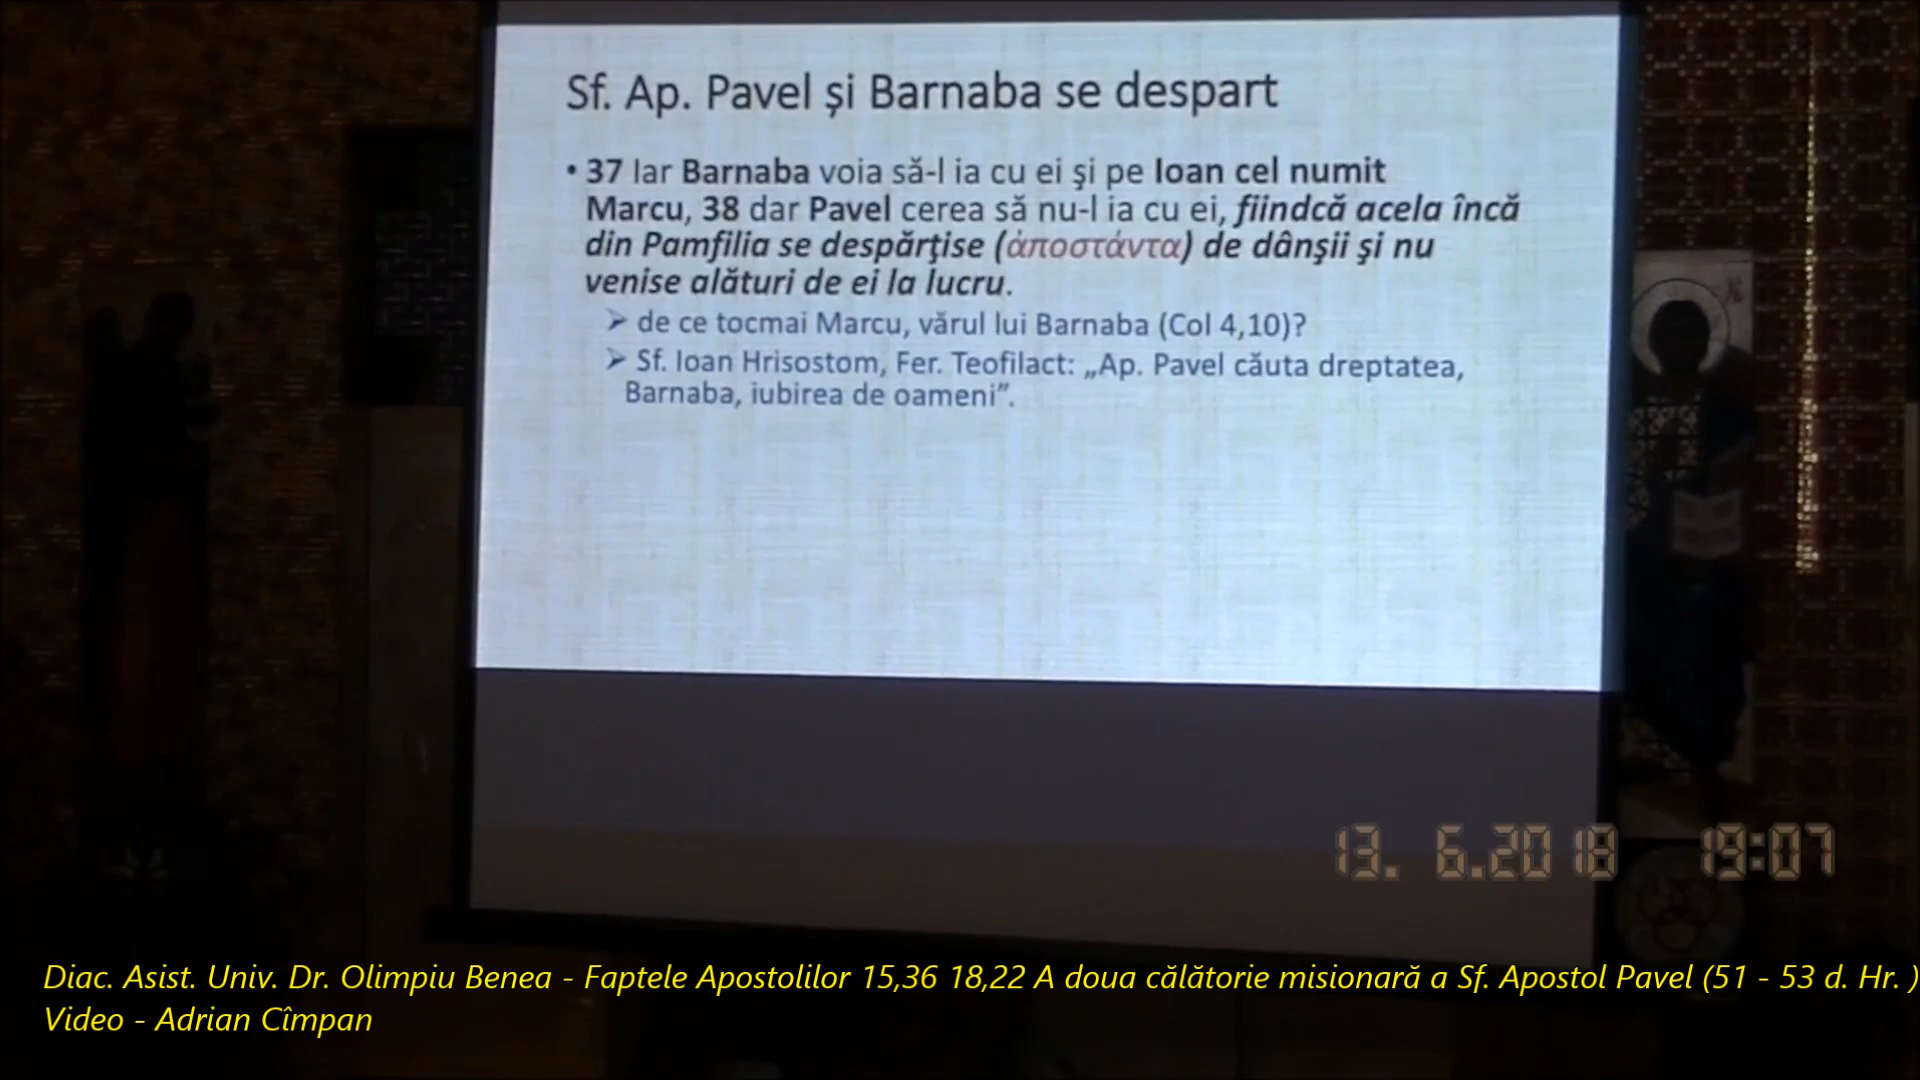 Sf. Ap. Pavel și Barnaba se despart
• 37 Iar Barnaba voia să-l ia cu ei şi pe Ioan cel numit
Marcu, 38 dar Pavel cerea să nu-l ia cu ei, fiindcă acela încă
din Pamfilia se despărţise (ἀποστάντα) de dânşii şi nu
venise alături de ei la lucru.
➢ de ce tocmai Marcu, vărul lui Barnaba (Col 4,10)?
➢ Sf. Ioan Hrisostom, Fer. Teofilact: „Ap. Pavel căuta dreptatea,
Barnaba, iubirea de oameni”.
13. 6.2018 19:07
Diac. Asist. Univ. Dr. Olimpiu Benea - Faptele Apostolilor 15,36 18,22 A doua călătorie misionară a Sf. Apostol Pavel (51 - 53 d. Hr. )
Video - Adrian Cîmpan